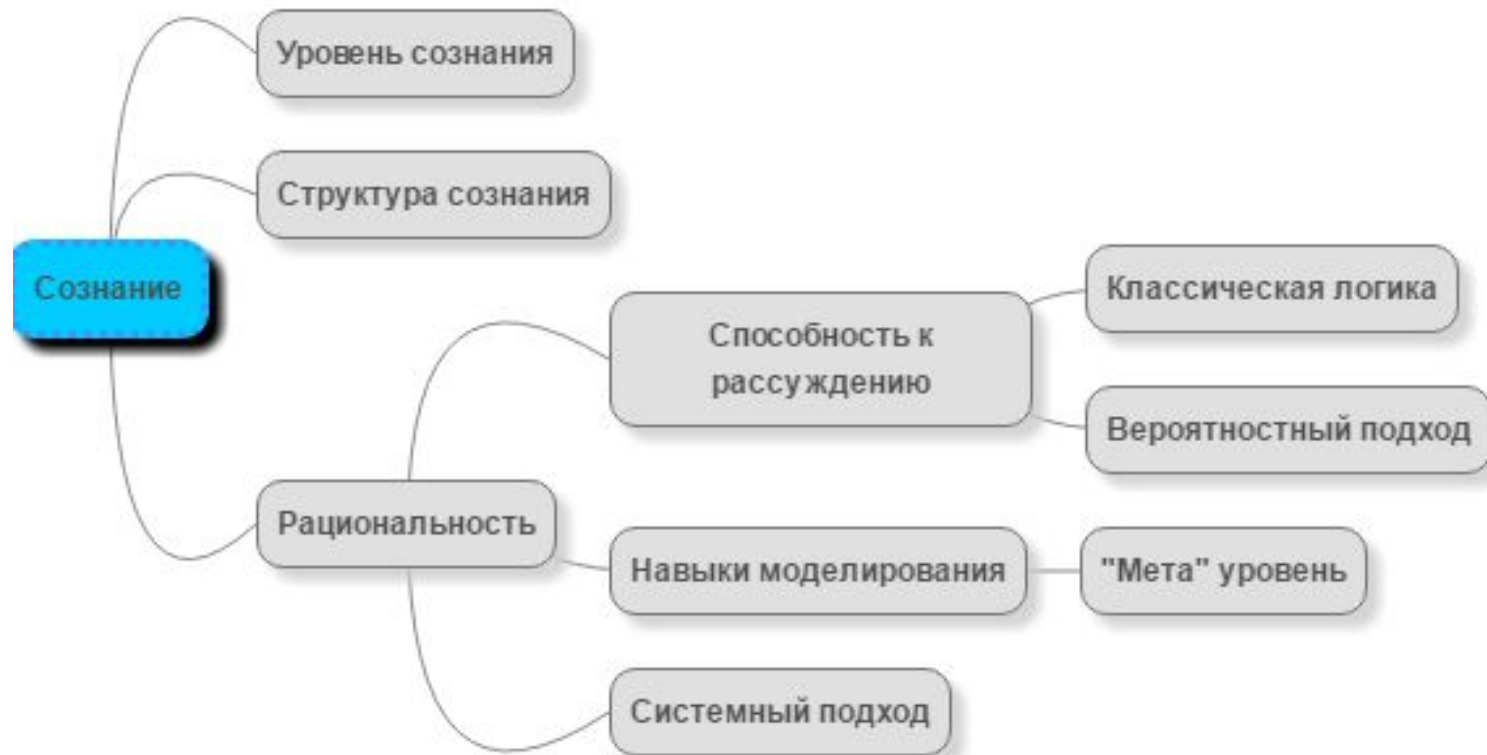 Уровень сознания
Структура сознания
Сознание
Классическая логика
Способность к
рассуждению
Вероятностный подход
Рациональность
Навыки моделирования
"Мета" уровень
Системный подход